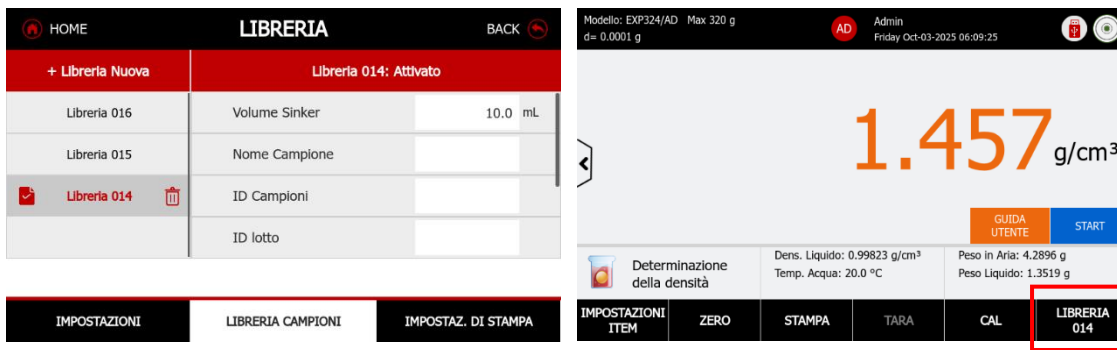 HOME LIBRERIA BACK
+ Libreria Nuova Libreria 014: Attivato
Libreria 016 Volume Sinker 10.0 mL
Libreria 015 Nome Campione
Libreria 014 ID Campioni
ID lotto
IMPOSTAZIONI LIBRERIA CAMPIONI IMPOSTAZ. DI STAMPA
Modello: EXP324/AD Max 320 g
d= 0.0001 g
AD
Admin
Friday Oct-03-2025 06:09:25
1.457 g/cm³
GUIDA
UTENTE
START
Determinazione
della densità
Dens. Liquido: 0.99823 g/cm³
Temp. Acqua: 20.0 °C
Peso in Aria: 4.2896 g
Peso Liquido: 1.3519 g
IMPOSTAZIONI
ITEM
ZERO
STAMPA
TARA
CAL
LIBRERIA
014